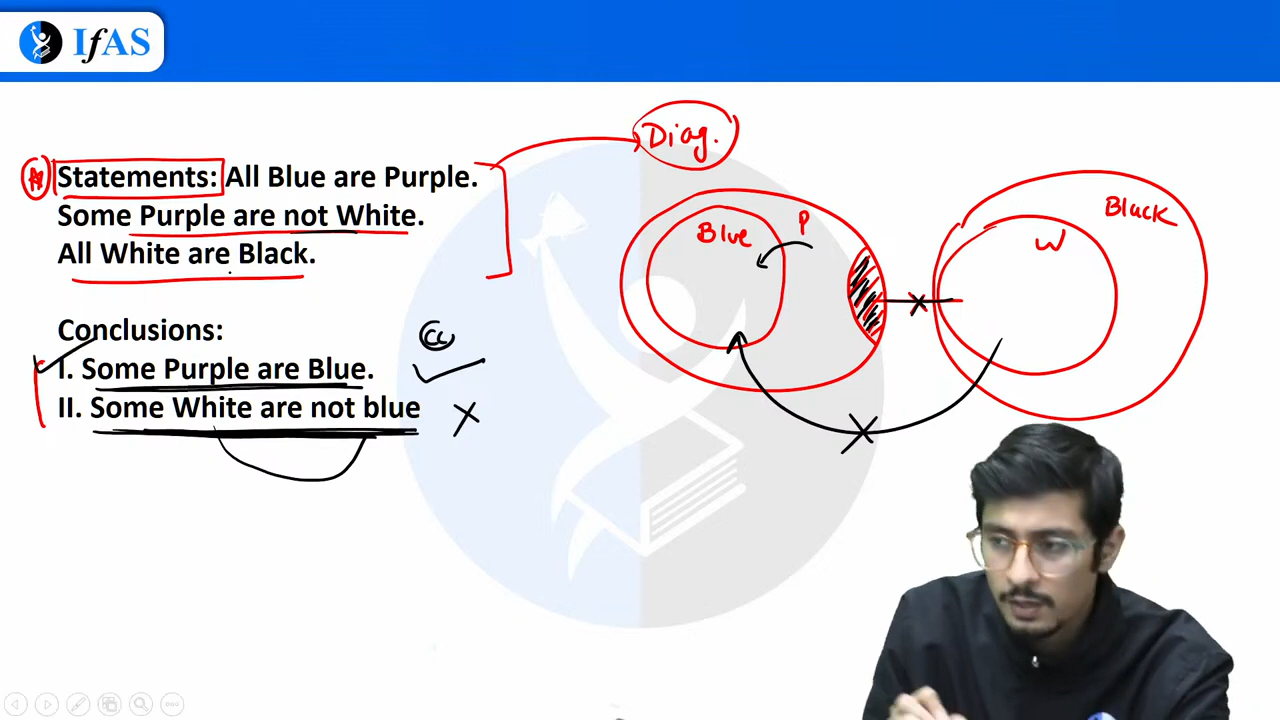 IfAS
Diag.
Statements: All Blue are Purple.
Some Purple are not White.
All White are Black.
Conclusions:
I. Some Purple are Blue.
II. Some White are not blue
Blue
P
Black
W